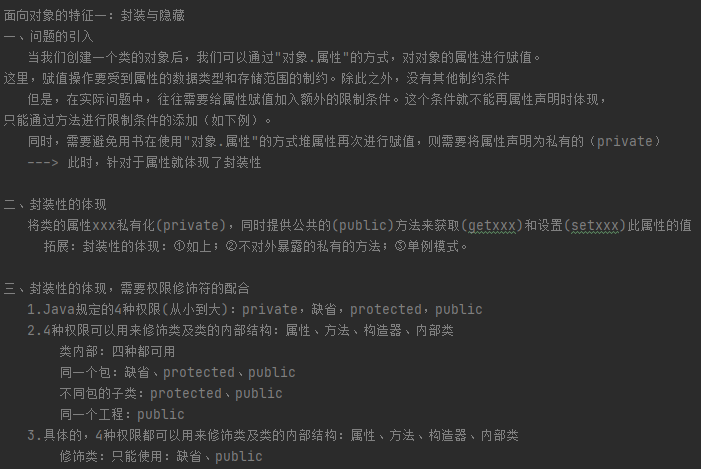 面向对象的特征一：封装与隐藏
一、问题的引入
当我们创建一个类的对象后，我们可以通过"对象.属性"的方式，对对象的属性进行赋值。
这里，赋值操作要受到属性的数据类型和存储范围的制约。除此之外，没有其他制约条件
但是，在实际问题中，往往需要给属性赋值加入额外的限制条件。这个条件就不能再属性声明时体现，
只能通过方法进行限制条件的添加（如下例）。
同时，需要避免用书在使用"对象.属性"的方式堆属性再次进行赋值，则需要将属性声明为私有的（private）
---> 此时，针对于属性就体现了封装性
二、封装性的体现
将类的属性xxx私有化(private)，同时提供公共的(public)方法来获取(getxxx)和设置(setxxx)此属性的值
拓展：封装性的体现：①如上；②不对外暴露的私有的方法；③单例模式。
三、封装性的体现，需要权限修饰符的配合
1.Java规定的4种权限(从小到大)：private，缺省，protected，public
2.4种权限可以用来修饰类及类的内部结构：属性、方法、构造器、内部类
类内部：四种都可用
同一个包：缺省、protected、public
不同包的子类：protected、public
同一个工程：public
3.具体的，4种权限都可以用来修饰类及类的内部结构：属性、方法、构造器、内部类
修饰类：只能使用：缺省、public